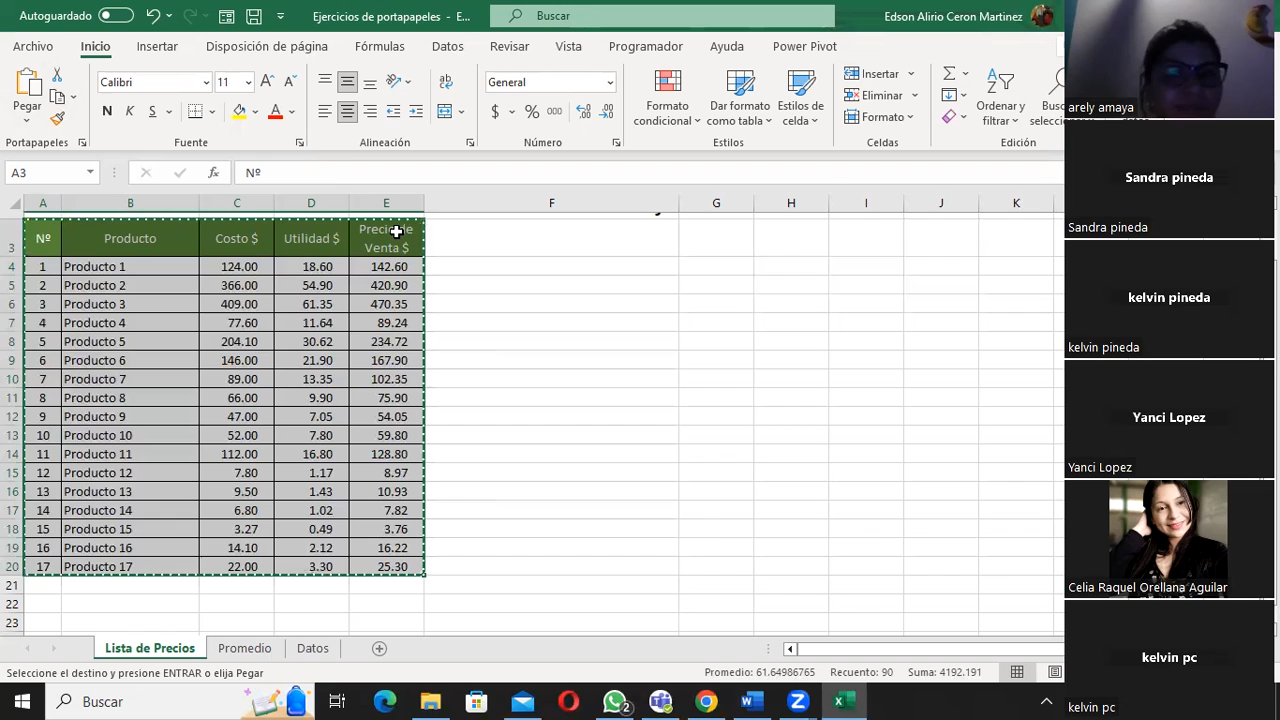 Autoguardado
Ejercicios de portapapeles - E...
Buscar
Edson Alirio Ceron Martinez
Archivo Inicio Insertar Disposición de página Fórmulas Datos Revisar Vista Programador Ayuda Power Pivot
Pegar
Calibri 11
N K S
General
$ % 000
Formato condicional
Dar formato como tabla
Estilos de celda
Insertar
Eliminar
Formato
Ordenar y filtrar
Portapapeles Fuente Alineación Número Estilos Celdas Edición
A3 fx Nº
A B C D E F G H I J K
3 Nº Producto Costo $ Utilidad $ Precio de Venta $
4 1 Producto 1 124.00 18.60 142.60
5 2 Producto 2 366.00 54.90 420.90
6 3 Producto 3 409.00 61.35 470.35
7 4 Producto 4 77.60 11.64 89.24
8 5 Producto 5 204.10 30.62 234.72
9 6 Producto 6 146.00 21.90 167.90
10 7 Producto 7 89.00 13.35 102.35
11 8 Producto 8 66.00 9.90 75.90
12 9 Producto 9 47.00 7.05 54.05
13 10 Producto 10 52.00 7.80 59.80
14 11 Producto 11 112.00 16.80 128.80
15 12 Producto 12 7.80 1.17 8.97
16 13 Producto 13 9.50 1.43 10.93
17 14 Producto 14 6.80 1.02 7.82
18 15 Producto 15 3.27 0.49 3.76
19 16 Producto 16 14.10 2.12 16.22
20 17 Producto 17 22.00 3.30 25.30
21
22
23
Lista de Precios Promedio Datos
Seleccione el destino y presione ENTRAR o elija Pegar
Promedio: 61.64986765 Recuento: 90 Suma: 4192.191
Buscar
2
arely amaya
Sandra pineda
Sandra pineda
kelvin pineda
kelvin pineda
Yanci Lopez
Yanci Lopez
Celia Raquel Orellana Aguilar
kelvin pc
kelvin pc